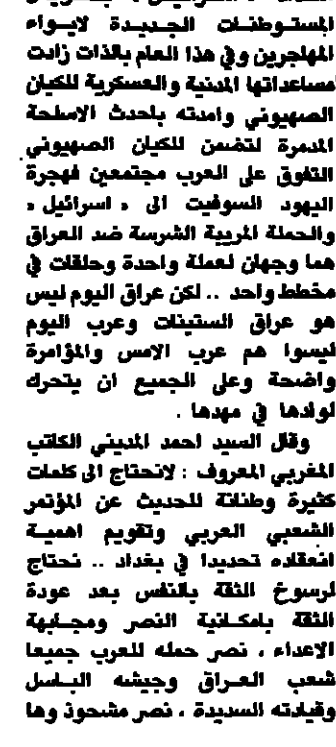 المستوطنات الجديدة لايواء
المهاجرين وفي هذا العام بالذات زادت
مساعداتها المدنية والعسكرية للكيان
الصهيوني وامدته باحدث الاسلحة
المدمرة لتضمن للكيان الصهيوني
التفوق على العرب مجتمعين فهجرة
اليهود السوفيت الى « اسرائيل »
والحملة المريبة الشرسة ضد العراق
هما وجهان لعملة واحدة وحلقات في
مخطط واحد .. لكن عراق اليوم ليس
هو عراق الستينات وعرب اليوم
ليسوا هم عرب الامس والمؤامرة
واضحة وعلى الجميع ان يتحرك
لوادها في مهدها .
وقال السيد احمد المديني الكاتب
المغربي المعروف : لانحتاج الى كلمات
كثيرة وطنانة للحديث عن المؤتمر
الشعبي العربي وتقويم اهمية
انعقاده تحديدا في بغداد .. نحتاج
لرسوخ الثقة بالنفس بعد عودة
الثقة بامكانية النصر ومجابهة
الاعداء ، نصر حمله للعرب جميعا
شعب العراق وجيشه الباسل
وقيادته السديدة ، نصر مشحوذ وها